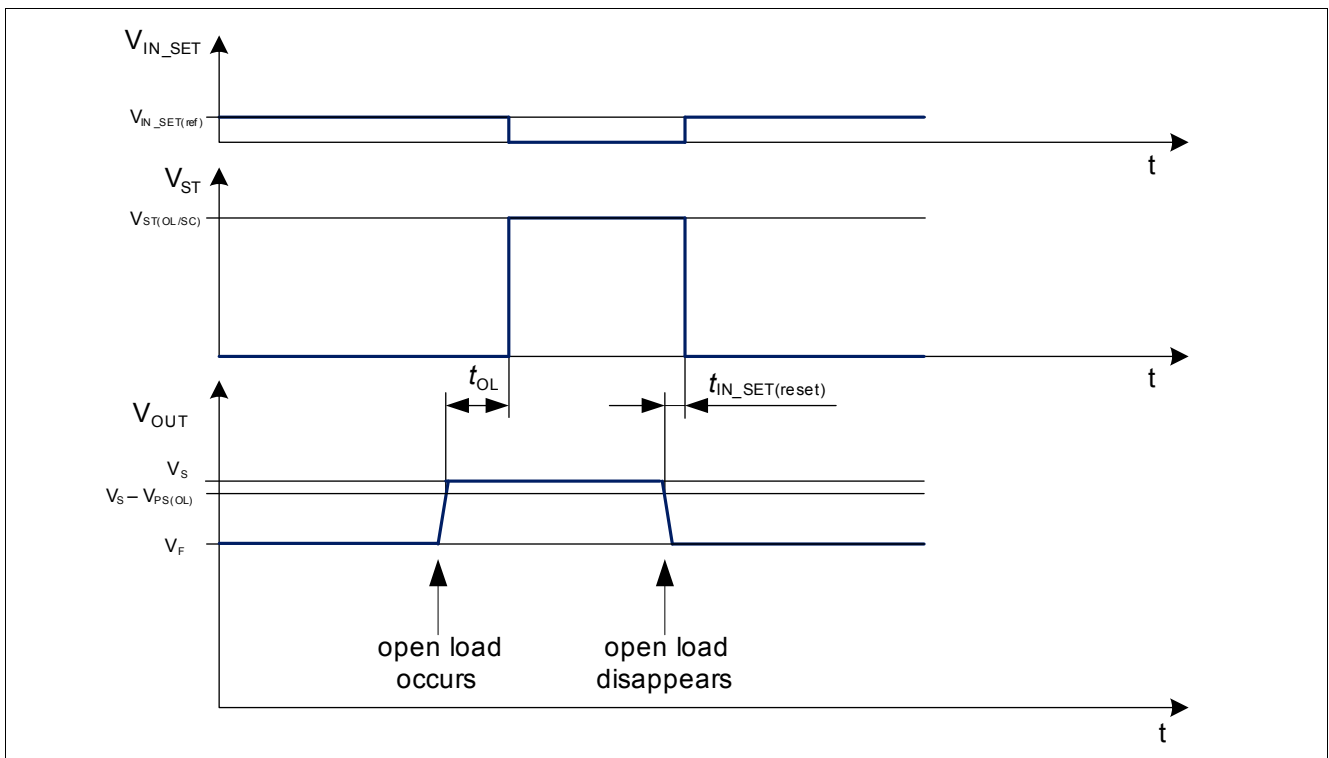 V_IN_SET
V_IN_SET(ref)
t
V_ST
V_ST(OL/SC)
t
t_OL
t_IN_SET(reset)
V_OUT
V_S
V_S – V_PS(OL)
V_F
open load
occurs
open load
disappears
t